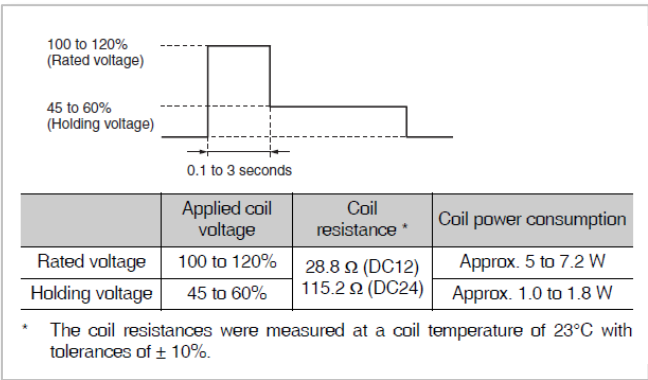 100 to 120%
(Rated voltage)
45 to 60%
(Holding voltage)
0.1 to 3 seconds
Applied coil voltage Coil resistance * Coil power consumption
Rated voltage 100 to 120% 28.8 Ω (DC12) Approx. 5 to 7.2 W
Holding voltage 45 to 60% 115.2 Ω (DC24) Approx. 1.0 to 1.8 W
* The coil resistances were measured at a coil temperature of 23°C with
tolerances of ± 10%.